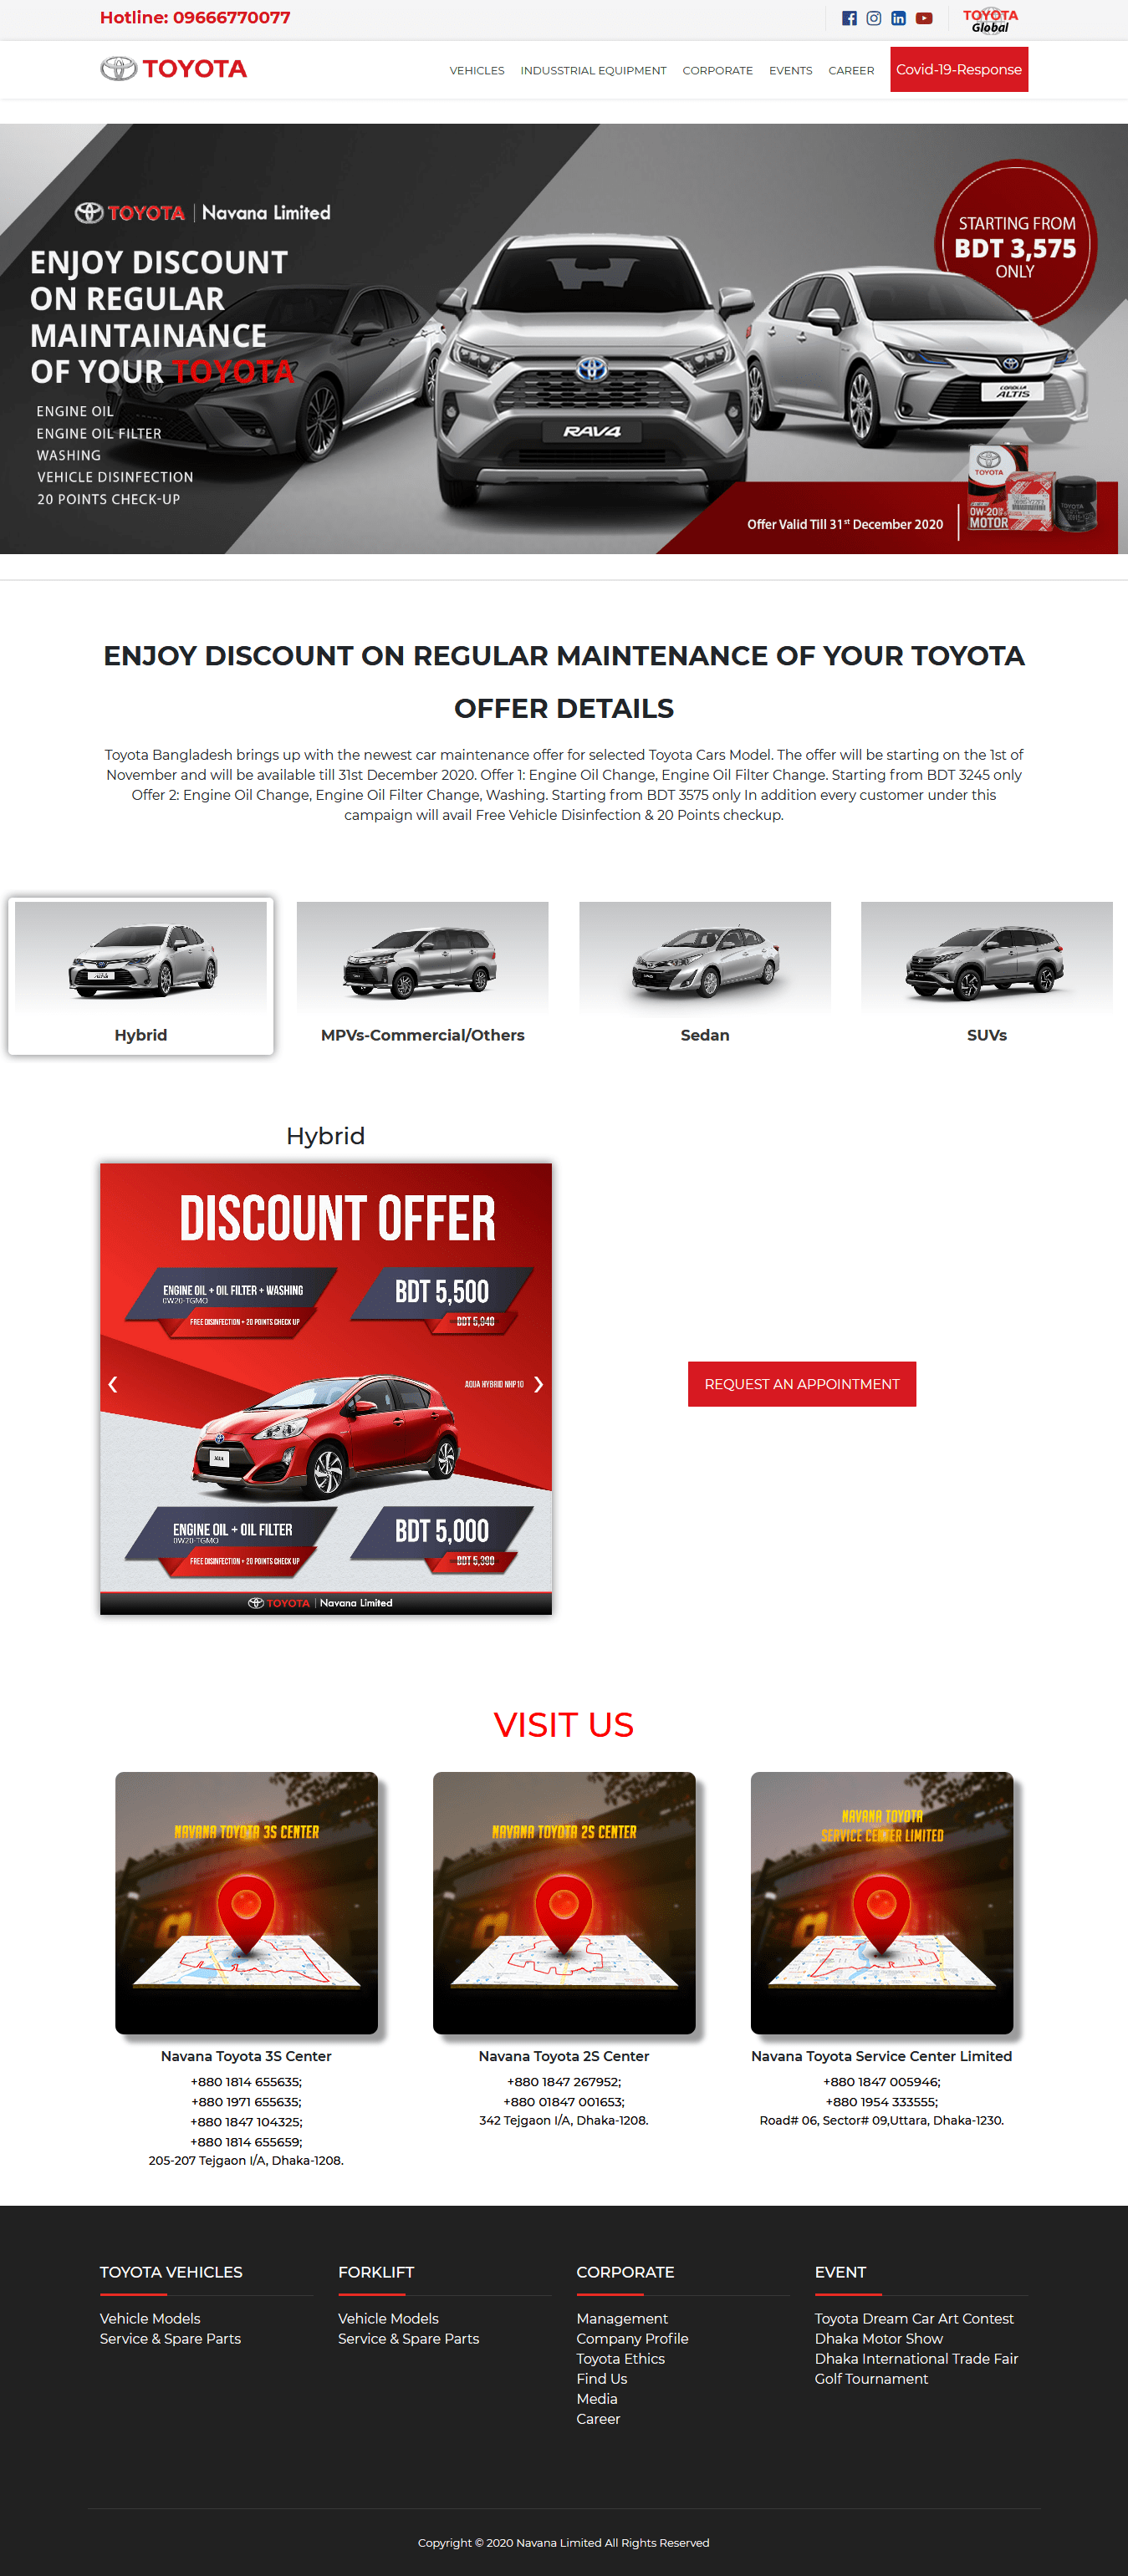 Hotline: 09666770077
TOYOTA
Global
TOYOTA
VEHICLES
INDUSSTRIAL EQUIPMENT
CORPORATE
EVENTS
CAREER
Covid-19-Response
TOYOTA | Navana Limited
ENJOY DISCOUNT
ON REGULAR
MAINTAINANCE
OF YOUR TOYOTA
ENGINE OIL
ENGINE OIL FILTER
WASHING
VEHICLE DISINFECTION
20 POINTS CHECK-UP
STARTING FROM
BDT 3,575
ONLY
RAV4
COROLLA
ALTIS
TOYOTA
0W-20
MOTOR
TOYOTA
Offer Valid Till 31st December 2020
ENJOY DISCOUNT ON REGULAR MAINTENANCE OF YOUR TOYOTA
OFFER DETAILS
Toyota Bangladesh brings up with the newest car maintenance offer for selected Toyota Cars Model. The offer will be starting on the 1st of
November and will be available till 31st December 2020. Offer 1: Engine Oil Change, Engine Oil Filter Change. Starting from BDT 3245 only
Offer 2: Engine Oil Change, Engine Oil Filter Change, Washing. Starting from BDT 3575 only In addition every customer under this
campaign will avail Free Vehicle Disinfection & 20 Points checkup.
Hybrid
MPVs-Commercial/Others
Sedan
SUVs
Hybrid
DISCOUNT OFFER
ENGINE OIL + OIL FILTER + WASHING
0W20-TGMO
FREE DISINFECTION + 20 POINTS CHECK UP
BDT 5,500
BDT 5,940
AQUA HYBRID NHP10
ENGINE OIL + OIL FILTER
0W20-TGMO
FREE DISINFECTION + 20 POINTS CHECK UP
BDT 5,000
BDT 5,390
TOYOTA | Navana Limited
REQUEST AN APPOINTMENT
VISIT US
NAVANA TOYOTA 3S CENTER
NAVANA TOYOTA 2S CENTER
NAVANA TOYOTA
SERVICE CENTER LIMITED
Navana Toyota 3S Center
+880 1814 655635;
+880 1971 655635;
+880 1847 104325;
+880 1814 655659;
205-207 Tejgaon I/A, Dhaka-1208.
Navana Toyota 2S Center
+880 1847 267952;
+880 01847 001653;
342 Tejgaon I/A, Dhaka-1208.
Navana Toyota Service Center Limited
+880 1847 005946;
+880 1954 333555;
Road# 06, Sector# 09,Uttara, Dhaka-1230.
TOYOTA VEHICLES
Vehicle Models
Service & Spare Parts
FORKLIFT
Vehicle Models
Service & Spare Parts
CORPORATE
Management
Company Profile
Toyota Ethics
Find Us
Media
Career
EVENT
Toyota Dream Car Art Contest
Dhaka Motor Show
Dhaka International Trade Fair
Golf Tournament
Copyright © 2020 Navana Limited All Rights Reserved